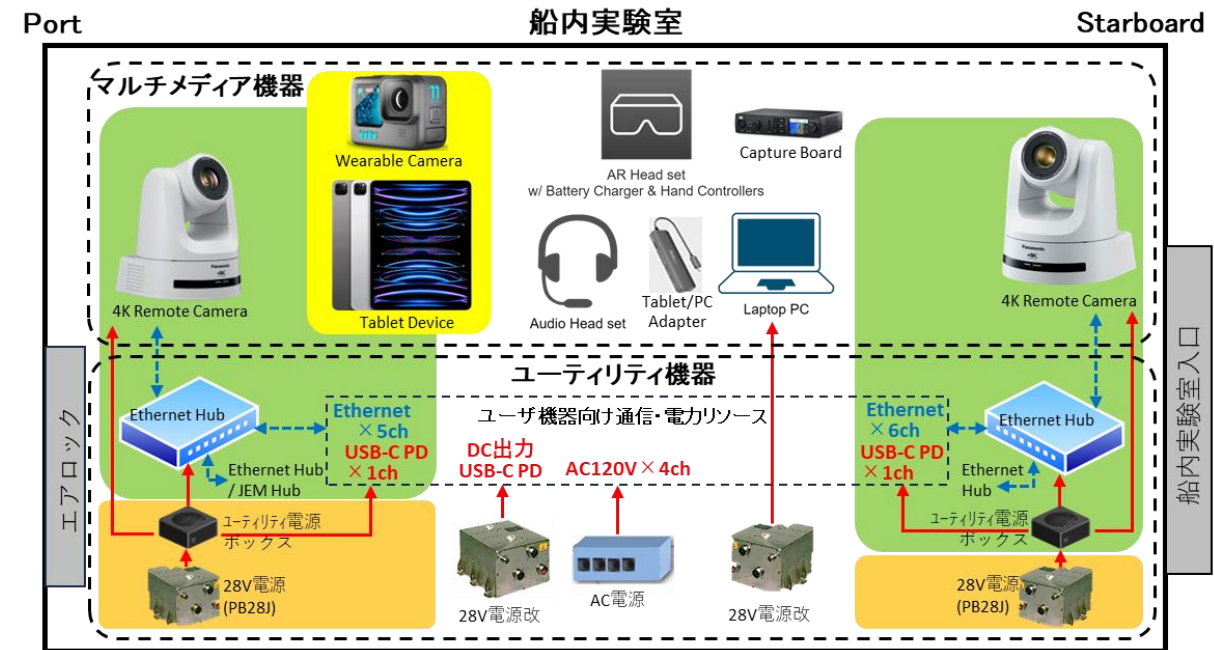 Port
船内実験室
Starboard
マルチメディア機器
11
Wearable Camera
Tablet Device
AR Head set
w/ Battery Charger & Hand Controllers
Capture Board
Audio Head set
Tablet/PC
Adapter
Laptop PC
Panasonic
4K
4K Remote Camera
Panasonic
4K
4K Remote Camera
エアロック
船内実験室入口
ユーティリティ機器
ユーザ機器向け通信・電力リソース
Ethernet Hub
Ethernet
×5ch
USB-C PD
×1ch
Ethernet Hub
/ JEM Hub
DC出力
USB-C PD
AC120V×4ch
Ethernet
×6ch
USB-C PD
×1ch
Ethernet Hub
Ethernet
Hub
ユーティリティ電源
ボックス
28V電源
(PB28J)
28V電源改
AC電源
28V電源改
ユーティリティ電源
ボックス
28V電源
(PB28J)